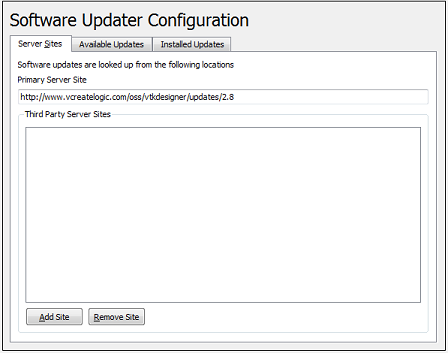 Software Updater Configuration
Server Sites Available Updates Installed Updates
Software updates are looked up from the following locations
Primary Server Site
http://www.vcreatelogic.com/oss/vtkdesigner/updates/2.8
Third Party Server Sites
Add Site Remove Site